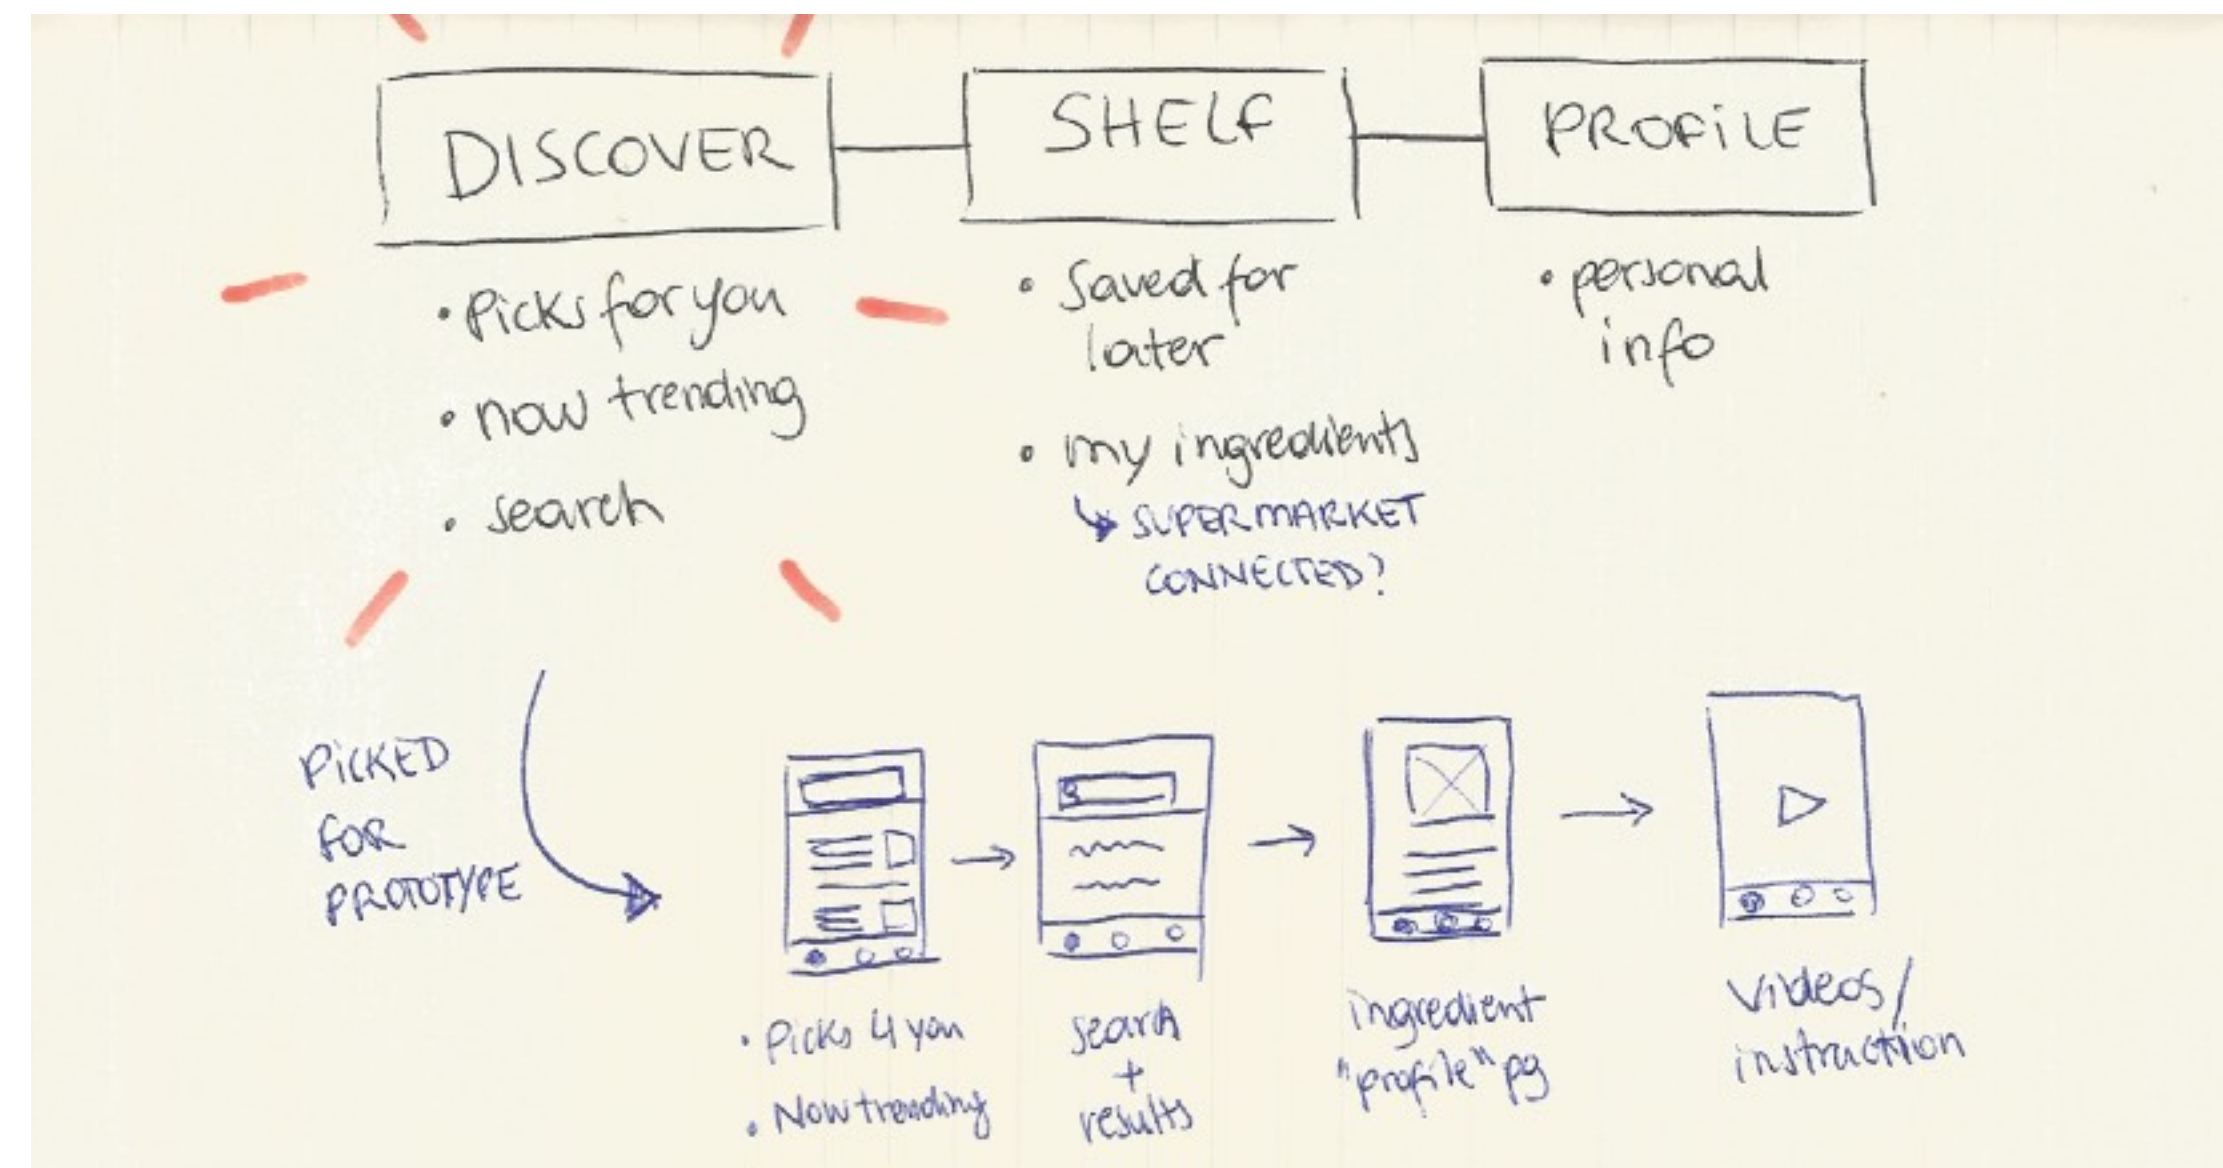 DISCOVER
SHELF
PROFILE
• Picks for you
• now trending
• search
• Saved for
later
• my ingredients
↳ SUPERMARKET
CONNECTED?
• personal
info
PICKED
FOR
PROTOTYPE
• Picks 4 you
• Now trending
search
+
results
ingredient
"profile" pg
Videos/
instruction